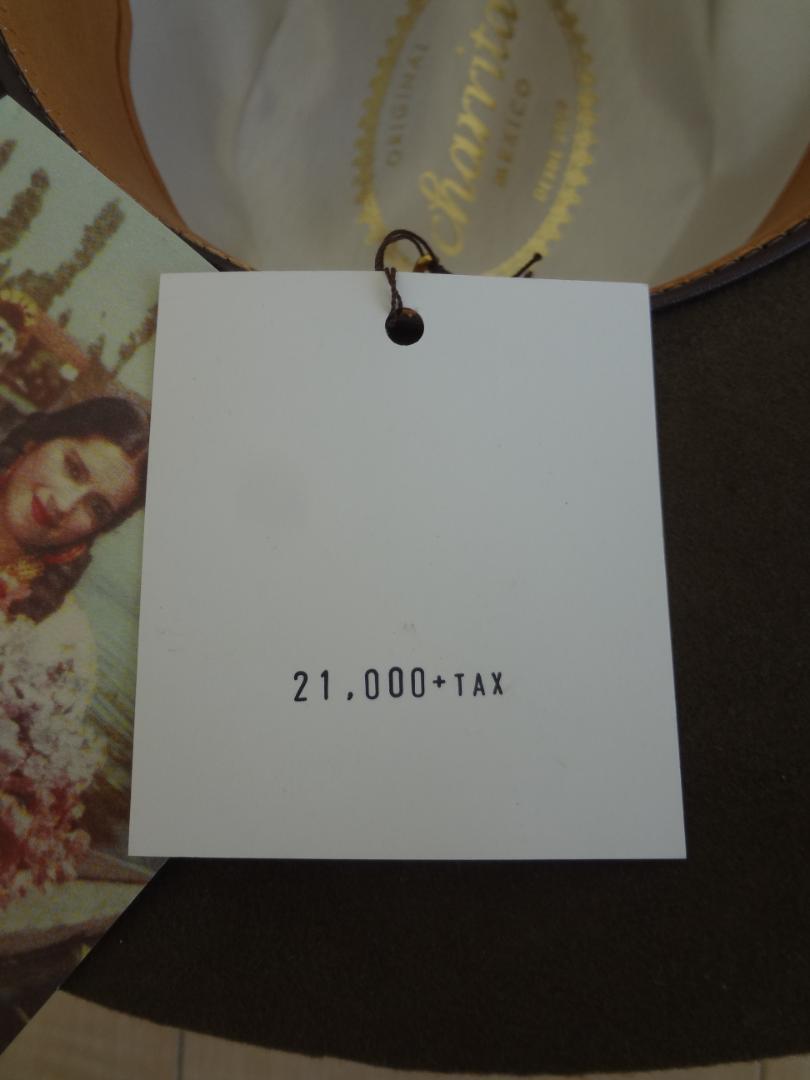 ORIGINAL
charrita
MEXICO
21,000+TAX